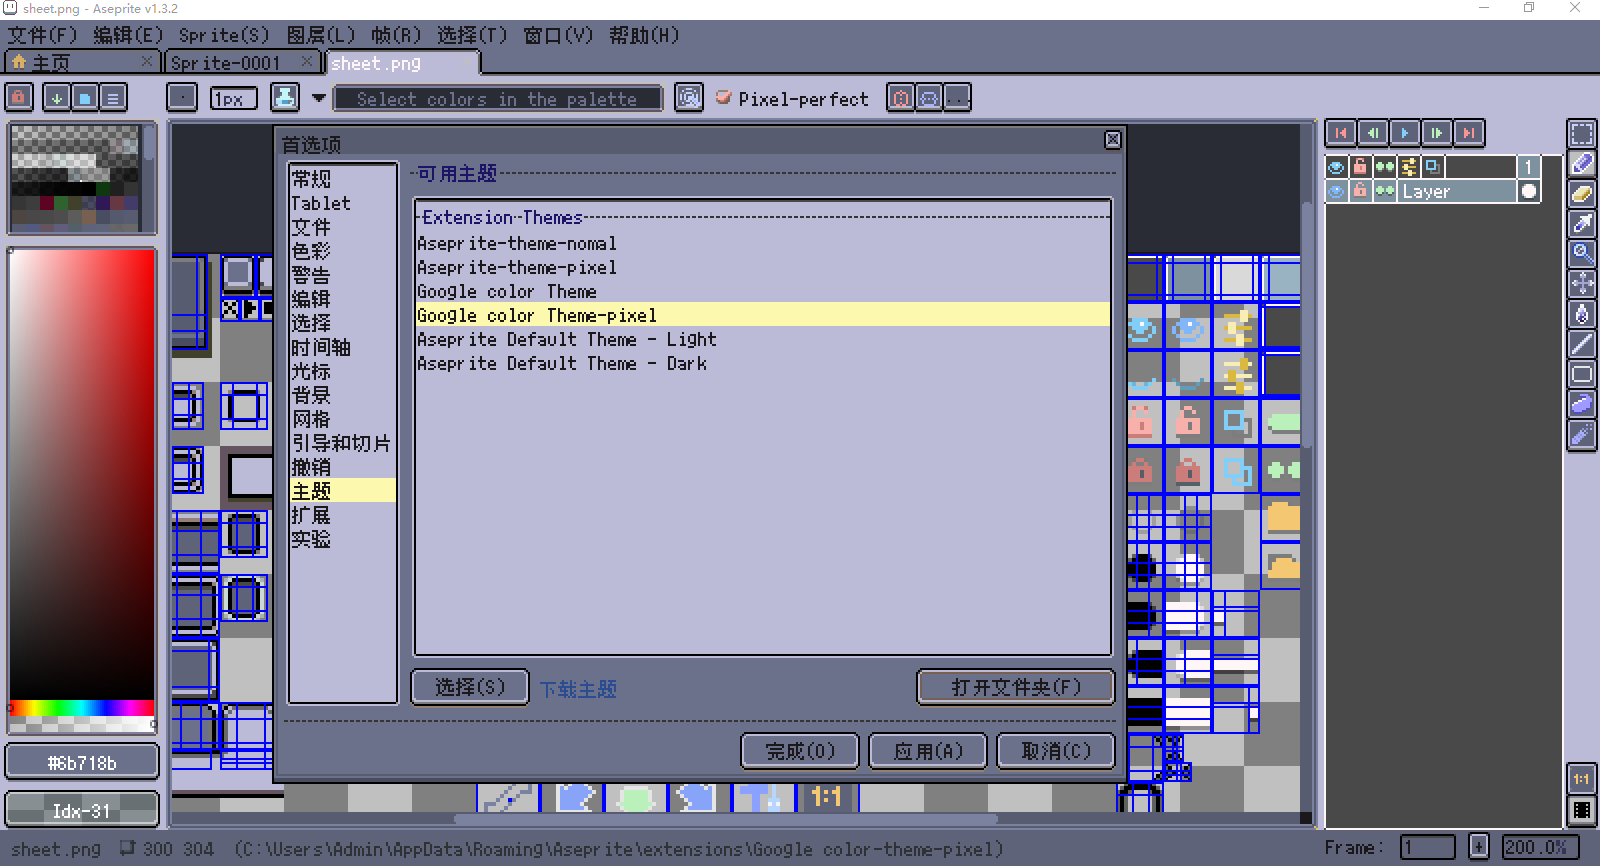 sheet.png - Aseprite v1.3.2
文件(F) 编辑(E) Sprite(S) 图层(L) 帧(R) 选择(T) 窗口(V) 帮助(H)
主页 Sprite-0001 sheet.png
1px Select colors in the palette Pixel-perfect
首选项
常规
Tablet
文件
色彩
警告
编辑
选择
时间轴
光标
背景
网格
引导和切片
撤销
主题
扩展
实验
可用主题
Extension Themes
Aseprite-theme-nomal
Aseprite-theme-pixel
Google color Theme
Google color Theme-pixel
Aseprite Default Theme - Light
Aseprite Default Theme - Dark
选择(S) 下载主题 打开文件夹(F)
完成(O) 应用(A) 取消(C)
1
Layer
#6b718b
Idx-31
1:1
1:1
sheet.png 300 304 (C:\Users\Admin\AppData\Roaming\Aseprite\extensions\Google color-theme-pixel)
Frame: 1 + 200.0%